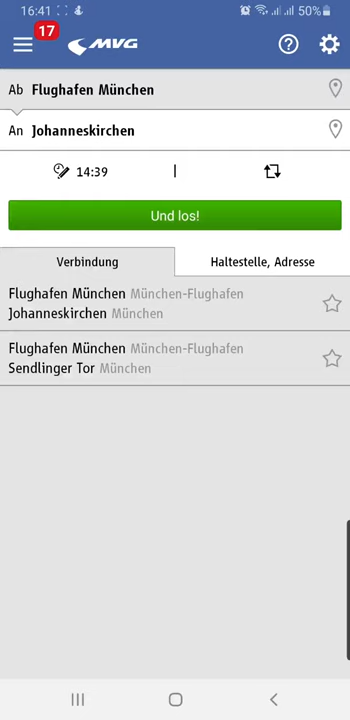 16:41 50%
17
MVG
Ab Flughafen München
An Johanneskirchen
14:39
Und los!
Verbindung Haltestelle, Adresse
Flughafen München München-Flughafen
Johanneskirchen München
Flughafen München München-Flughafen
Sendlinger Tor München